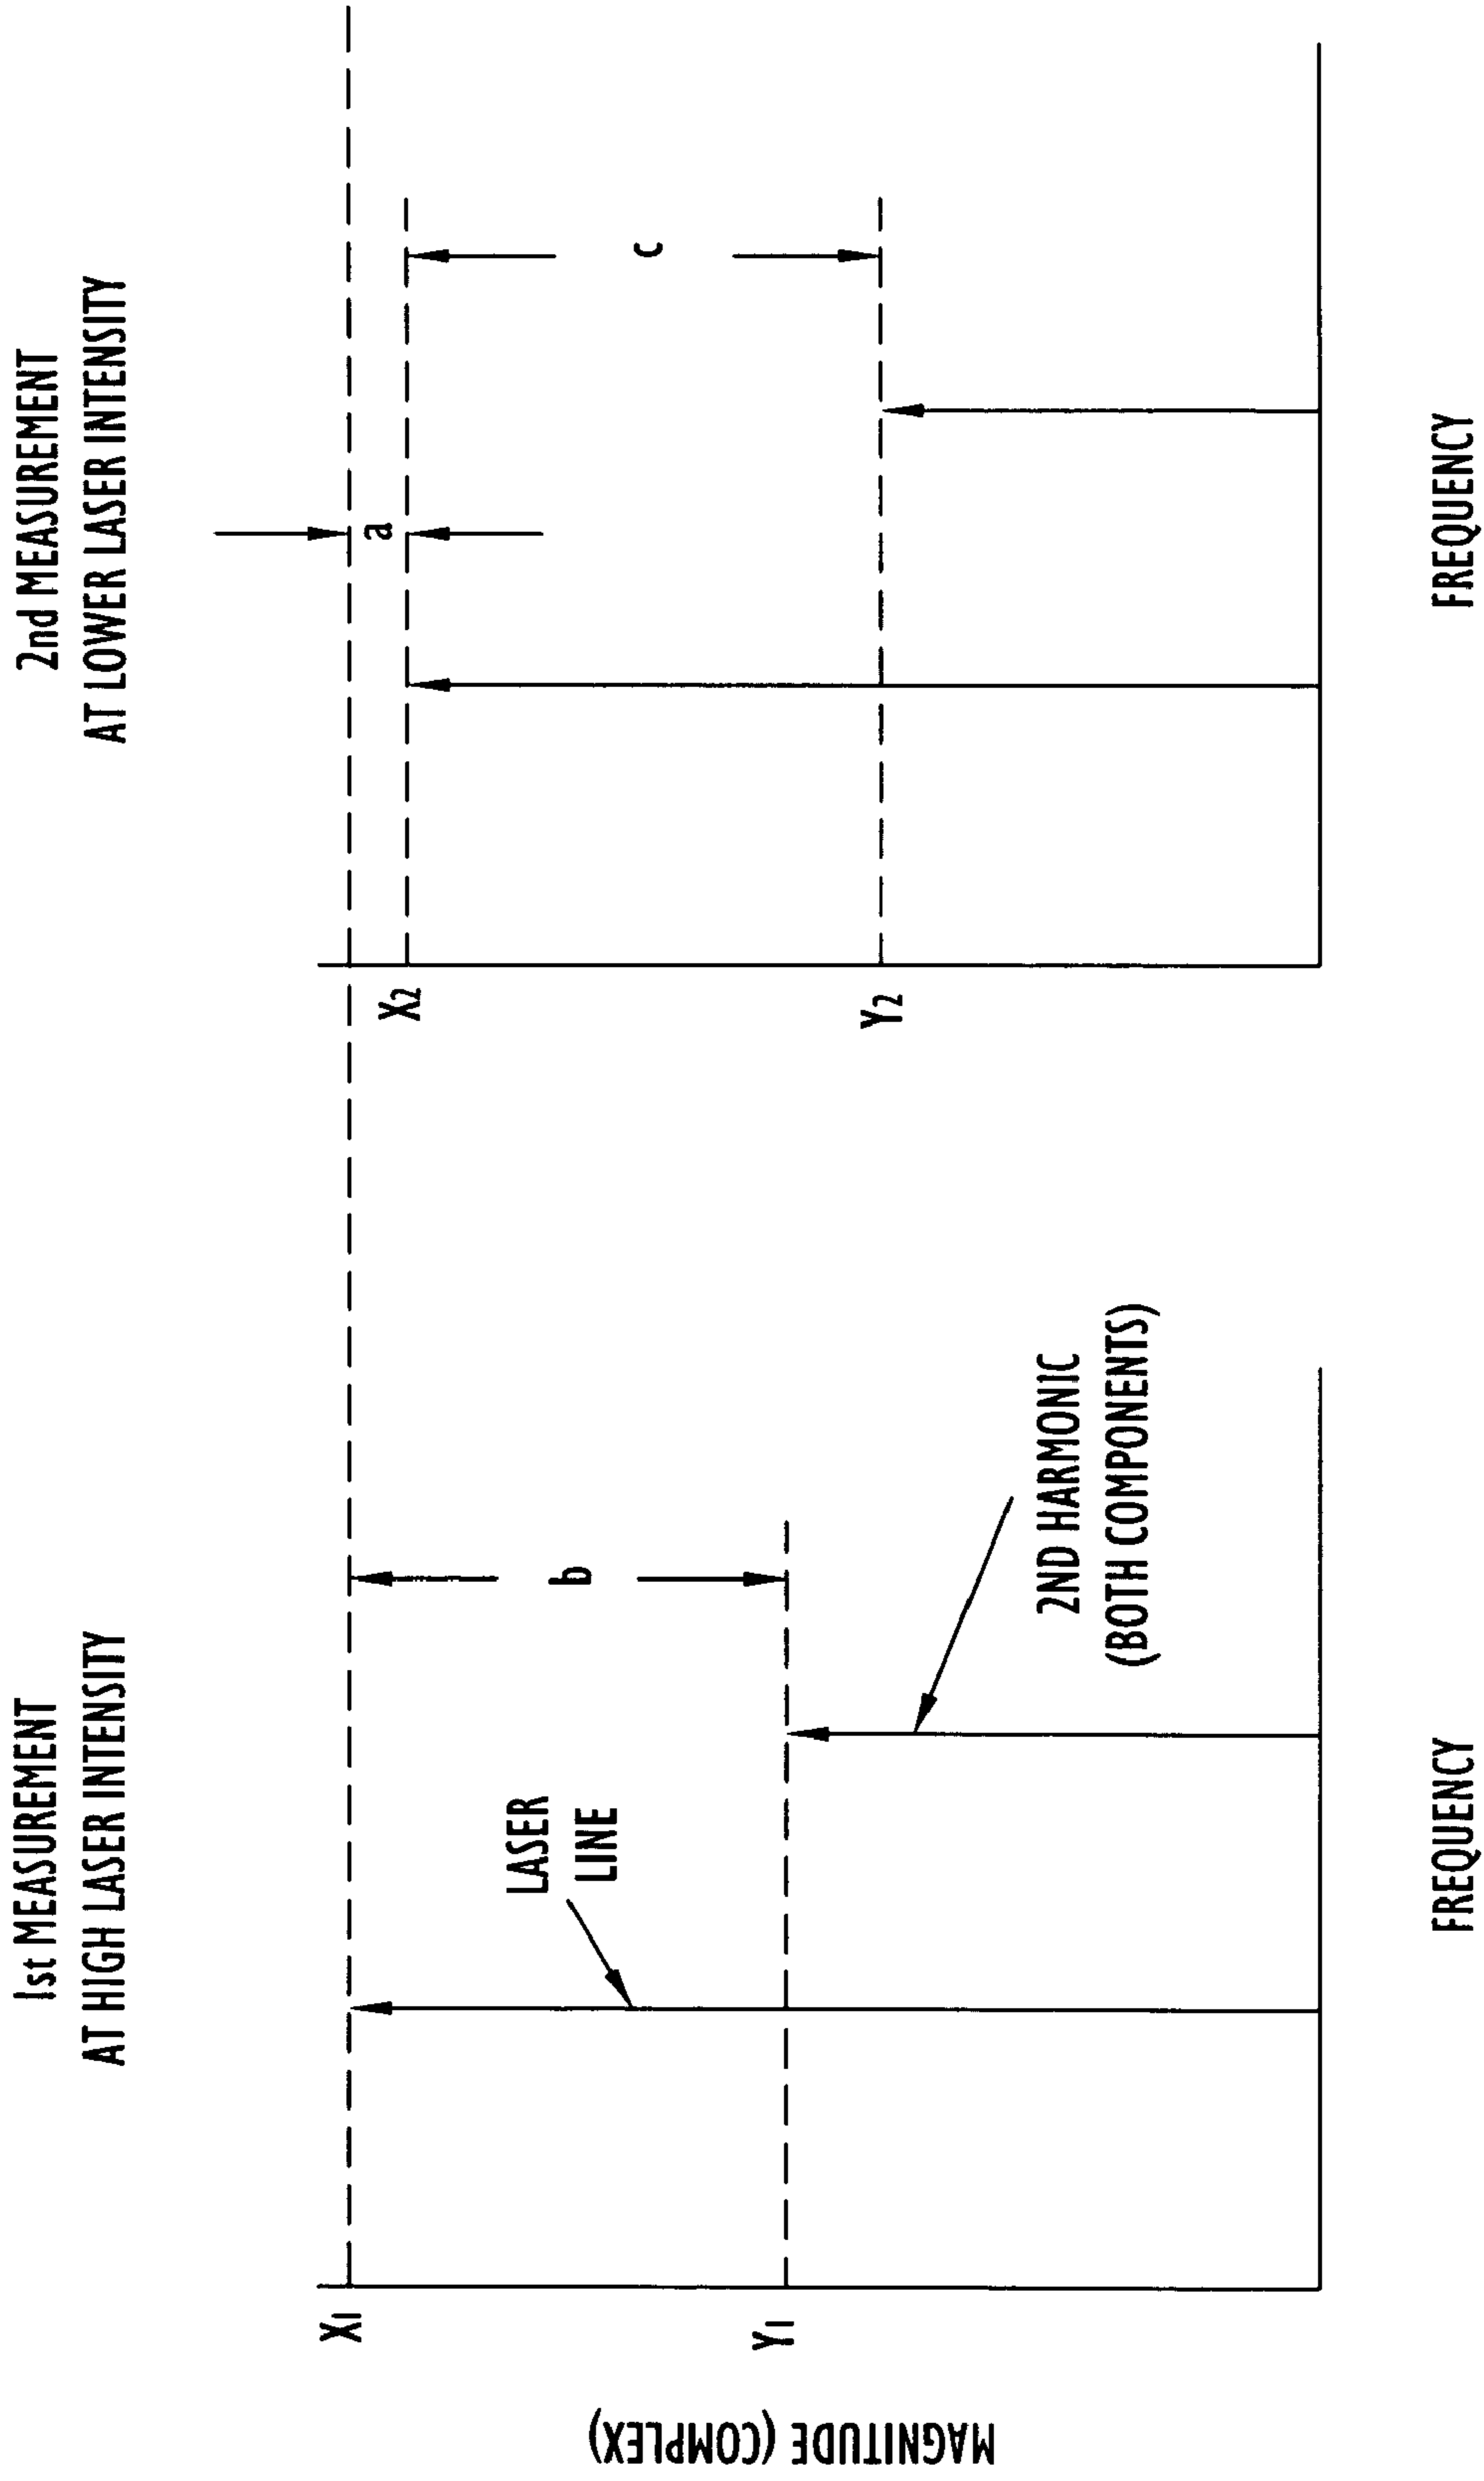 1st MEASUREMENT
AT HIGH LASER INTENSITY
2nd MEASUREMENT
AT LOWER LASER INTENSITY
X1
X2
a
b
c
LASER
LINE
Y1
Y2
2ND HARMONIC
(BOTH COMPONENTS)
MAGNITUDE (COMPLEX)
FREQUENCY
FREQUENCY